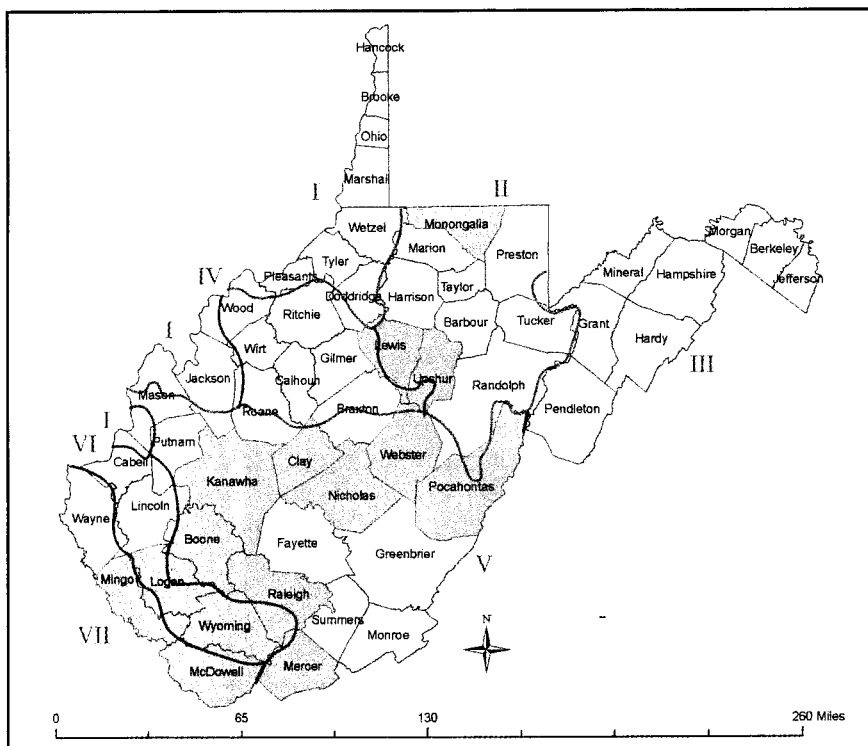 Hancock
Brooke
Ohio
Marshal
I
II
Wetzel
Monongalia
Marion
Preston
Morgan
Berkeley
Jefferson
Mineral
Hampshire
Tyler
IV
Pleasants
Doddridge
Harrison
Taylor
Wood
Ritchie
Barbour
Tucker
Grant
Hardy
III
I
Wirt
Lewis
Gilmer
Upshur
Randolph
Jackson
Calhoun
Mason
Roane
Braxton
Pendleton
I
Putnam
Webster
VI
Cabell
Clay
Kanawha
Nicholas
Pocahontas
Lincoln
Wayne
Boone
Fayette
Greenbrier
V
Mingo
Logan
Raleigh
Summers
N
Wyoming
Monroe
VII
McDowell
Mercer
0
65
130
260 Miles